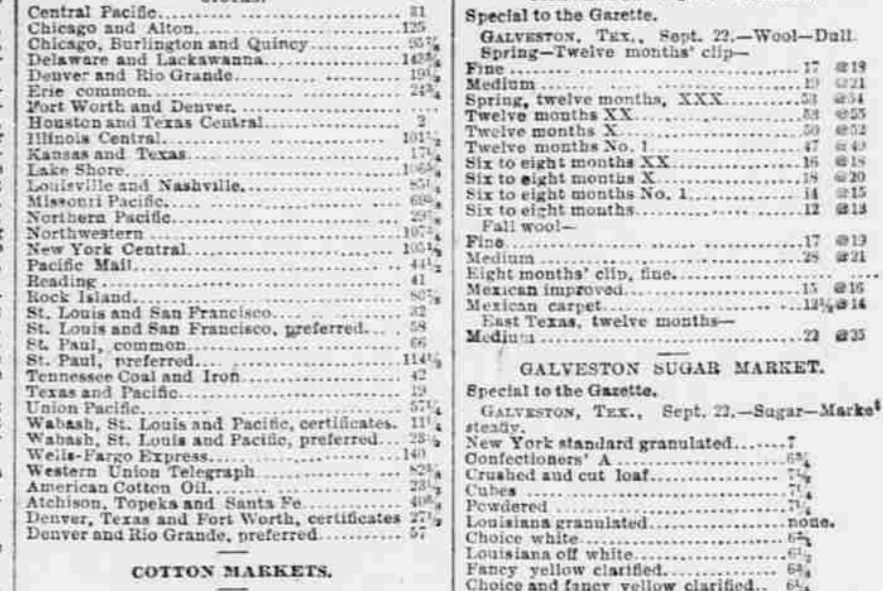 Central Pacific 31
Chicago and Alton 125
Chicago, Burlington and Quincy 95⅞
Delaware and Lackawanna
Denver and Rio Grande
Erie common
Fort Worth and Denver.
Houston and Texas Central 2
Illinois Central 101½
Kansas and Texas
Lake Shore
Louisville and Nashville.
Missouri Pacific.
Northern Pacific
Northwestern
New York Central
Pacific Mail 44½
Reading 41
Rock Island
St. Louis and San Francisco 32
St. Louis and San Francisco, preferred 58
St. Paul, common 66
St. Paul, preferred
Tennessee Coal and Iron 42
Texas and Pacific 19
Union Pacific
Wabash, St. Louis and Pacific, certificates.
Wabash, St. Louis and Pacific, preferred
Wells-Fargo Express 140
Western Union Telegraph
American Cotton Oil.
Atchison, Topeka and Santa Fe
Denver, Texas and Fort Worth, certificates
Denver and Rio Grande, preferred 57
COTTON MARKETS.
Special to the Gazette.
GALVESTON, TEX., Sept. 22.—Wool—Dull.
Spring—Twelve months' clip—
Fine 17 @18
Medium 19 @21
Spring, twelve months, XXX 53 @54
Twelve months XX 53 @55
Twelve months X 50 @52
Twelve months No. 1 47 @49
Six to eight months XX 16 @18
Six to eight months X 18 @20
Six to eight months No. 1 14 @15
Six to eight months 12 @13
Fall wool—
Fine 17 @19
Medium 28 @21
Eight months' clip, fine.
Mexican improved 15 @16
Mexican carpet 12½@14
East Texas, twelve months—
Medium 22 @25
GALVESTON SUGAR MARKET.
Special to the Gazette.
GALVESTON, TEX., Sept. 22.—Sugar—Market
steady.
New York standard granulated 7
Confectioners' A
Crushed and cut loaf
Cubes
Powdered
Louisiana granulated none.
Choice white
Louisiana off white
Fancy yellow clarified
Choice and fancy yellow clarified